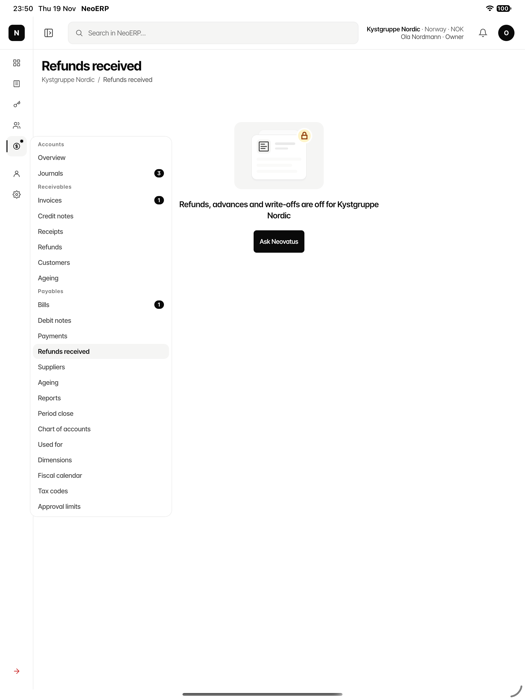 23:50 Thu 19 Nov NeoERP
100
N
Search in NeoERP...
Kystgruppe Nordic · Norway · NOK
Ola Nordmann · Owner
O
Refunds received
Kystgruppe Nordic / Refunds received
Accounts
Overview
Journals 3
Receivables
Invoices 1
Credit notes
Receipts
Refunds
Customers
Ageing
Payables
Bills 1
Debit notes
Payments
Refunds received
Suppliers
Ageing
Reports
Period close
Chart of accounts
Used for
Dimensions
Fiscal calendar
Tax codes
Approval limits
Refunds, advances and write-offs are off for Kystgruppe
Nordic
Ask Neovatus